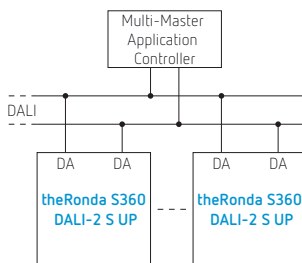 Multi-Master
Application
Controller
DALI
DA DA DA DA
theRonda S360 theRonda S360
DALI-2 S UP DALI-2 S UP